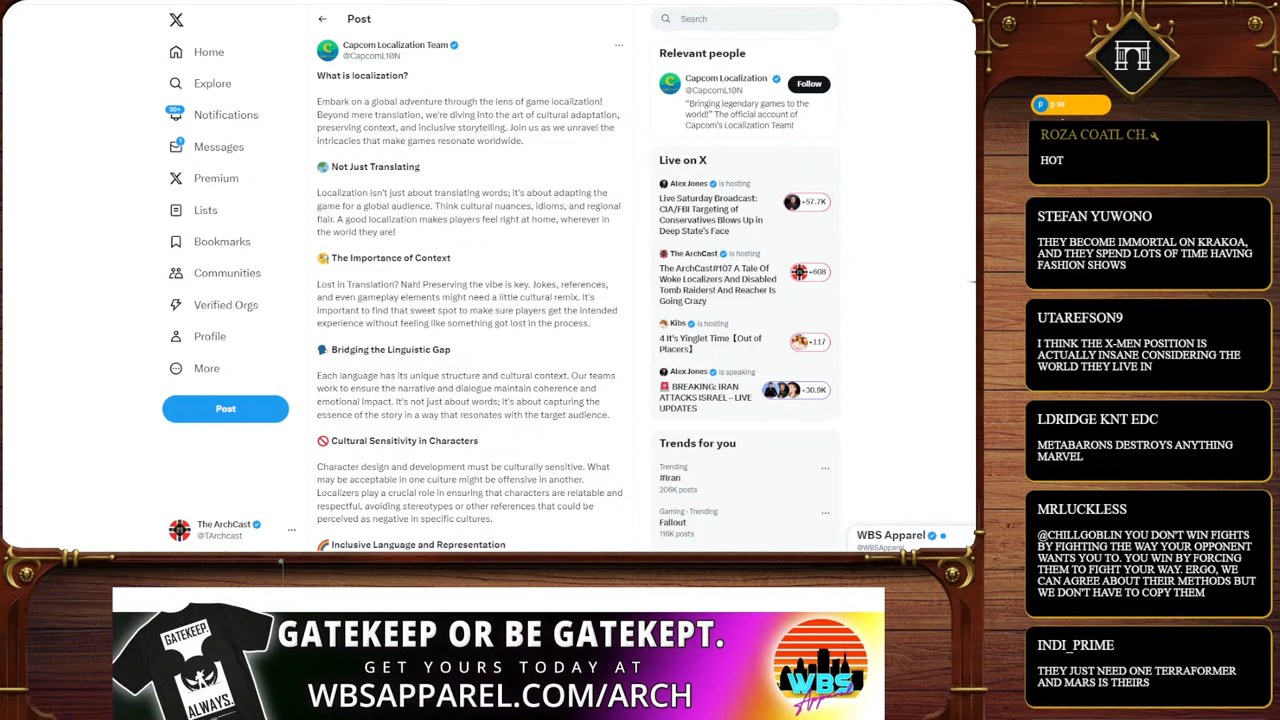 Home
Explore
20+
Notifications
1
Messages
Premium
Lists
Bookmarks
Communities
Verified Orgs
Profile
More
Post
The ArchCast
@TArchcast
Post
Capcom Localization Team
@CapcomL10N
What is localization?
Embark on a global adventure through the lens of game localization!
Beyond mere translation, we're diving into the art of cultural adaptation,
preserving context, and inclusive storytelling. Join us as we unravel the
intricacies that make games resonate worldwide.
Not Just Translating
Localization isn't just about translating words; it's about adapting the
game for a global audience. Think cultural nuances, idioms, and regional
flair. A good localization makes players feel right at home, wherever in
the world they are!
The Importance of Context
Lost in Translation? Nah! Preserving the vibe is key. Jokes, references,
and even gameplay elements might need a little cultural remix. It's
important to find that sweet spot to make sure players get the intended
experience without feeling like something got lost in the process.
Bridging the Linguistic Gap
Each language has its unique structure and cultural context. Our teams
work to ensure the narrative and dialogue maintain coherence and
emotional impact. It's not just about words; it's about capturing the
essence of the story in a way that resonates with the target audience.
Cultural Sensitivity in Characters
Character design and development must be culturally sensitive. What
may be acceptable in one culture might be offensive in another.
Localizers play a crucial role in ensuring that characters are relatable and
respectful, avoiding stereotypes or other references that could be
perceived as negative in specific cultures.
Inclusive Language and Representation
Search
Relevant people
Capcom Localization
@CapcomL10N
Follow
"Bringing legendary games to the
world!" The official account of
Capcom's Localization Team!
Live on X
Alex Jones is hosting
Live Saturday Broadcast:
CIA/FBI Targeting of
Conservatives Blows Up in
Deep State's Face
+57.7K
The ArchCast is hosting
The ArchCast#107 A Tale Of
Woke Localizers And Disabled
Tomb Raiders! And Reacher Is
Going Crazy
+608
Kibs is hosting
4 It's Yinglet Time【Out of
Placers】
+117
Alex Jones is speaking
BREAKING: IRAN
ATTACKS ISRAEL – LIVE
UPDATES
+30.9K
Trends for you
Trending
#Iran
206K posts
Gaming · Trending
Fallout
116K posts
WBS Apparel
@WBSApparel
ROZA COATL CH.
HOT
STEFAN YUWONO
THEY BECOME IMMORTAL ON KRAKOA,
AND THEY SPEND LOTS OF TIME HAVING
FASHION SHOWS
UTAREFSON9
I THINK THE X-MEN POSITION IS
ACTUALLY INSANE CONSIDERING THE
WORLD THEY LIVE IN
LDRIDGE KNT EDC
METABARONS DESTROYS ANYTHING
MARVEL
MRLUCKLESS
@CHILLGOBLIN YOU DON'T WIN FIGHTS
BY FIGHTING THE WAY YOUR OPPONENT
WANTS YOU TO. YOU WIN BY FORCING
THEM TO FIGHT YOUR WAY. ERGO, WE
CAN AGREE ABOUT THEIR METHODS BUT
WE DON'T HAVE TO COPY THEM
INDI_PRIME
THEY JUST NEED ONE TERRAFORMER
AND MARS IS THEIRS
GATEKEEP
ALWAYS.
GATEKEEP OR BE GATEKEPT.
GET YOURS TODAY AT
WBSAPPAREL.COM/ARCH
WBS
Apparel